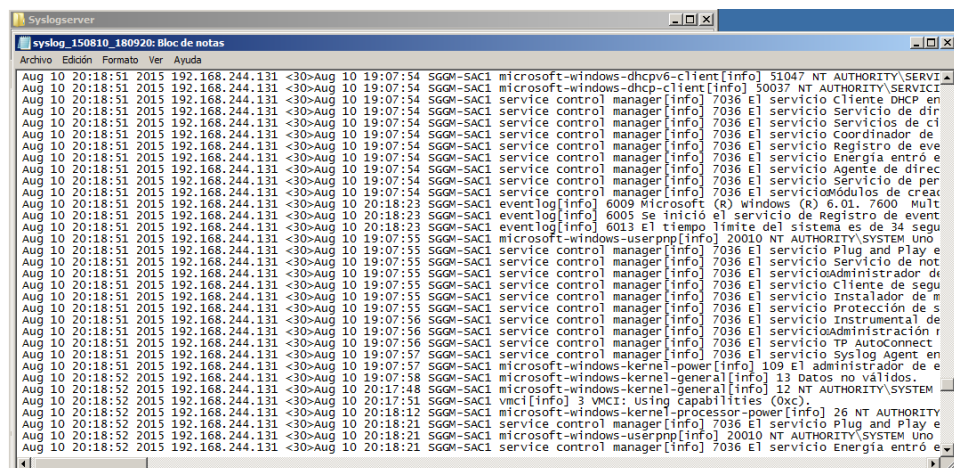 Syslogserver
syslog_150810_180920: Bloc de notas
Archivo Edición Formato Ver Ayuda
Aug 10 20:18:51 2015 192.168.244.131 <30>Aug 10 19:07:54 SGGM-SAC1 microsoft-windows-dhcpv6-client[info] 51047 NT AUTHORITY\SERVI
Aug 10 20:18:51 2015 192.168.244.131 <30>Aug 10 19:07:54 SGGM-SAC1 microsoft-windows-dhcp-client[info] 50037 NT AUTHORITY\SERVICI
Aug 10 20:18:51 2015 192.168.244.131 <30>Aug 10 19:07:54 SGGM-SAC1 service control manager[info] 7036 El servicio Cliente DHCP en
Aug 10 20:18:51 2015 192.168.244.131 <30>Aug 10 19:07:54 SGGM-SAC1 service control manager[info] 7036 El servicio Servicio de dir
Aug 10 20:18:51 2015 192.168.244.131 <30>Aug 10 19:07:54 SGGM-SAC1 service control manager[info] 7036 El servicio Servicios de ci
Aug 10 20:18:51 2015 192.168.244.131 <30>Aug 10 19:07:54 SGGM-SAC1 service control manager[info] 7036 El servicio Coordinador de
Aug 10 20:18:51 2015 192.168.244.131 <30>Aug 10 19:07:54 SGGM-SAC1 service control manager[info] 7036 El servicio Registro de eve
Aug 10 20:18:51 2015 192.168.244.131 <30>Aug 10 19:07:54 SGGM-SAC1 service control manager[info] 7036 El servicio Energía entró e
Aug 10 20:18:51 2015 192.168.244.131 <30>Aug 10 19:07:54 SGGM-SAC1 service control manager[info] 7036 El servicio Agente de direc
Aug 10 20:18:51 2015 192.168.244.131 <30>Aug 10 19:07:54 SGGM-SAC1 service control manager[info] 7036 El servicio Servicio de per
Aug 10 20:18:51 2015 192.168.244.131 <30>Aug 10 19:07:54 SGGM-SAC1 service control manager[info] 7036 El servicioMódulos de creac
Aug 10 20:18:51 2015 192.168.244.131 <30>Aug 10 20:18:23 SGGM-SAC1 eventlog[info] 6009 Microsoft (R) Windows (R) 6.01. 7600 Mult
Aug 10 20:18:51 2015 192.168.244.131 <30>Aug 10 20:18:23 SGGM-SAC1 eventlog[info] 6005 Se inició el servicio de Registro de event
Aug 10 20:18:51 2015 192.168.244.131 <30>Aug 10 20:18:23 SGGM-SAC1 eventlog[info] 6013 El tiempo límite del sistema es de 34 segu
Aug 10 20:18:51 2015 192.168.244.131 <30>Aug 10 19:07:55 SGGM-SAC1 microsoft-windows-userpnp[info] 20010 NT AUTHORITY\SYSTEM Uno
Aug 10 20:18:51 2015 192.168.244.131 <30>Aug 10 19:07:55 SGGM-SAC1 service control manager[info] 7036 El servicio Plug and Play e
Aug 10 20:18:51 2015 192.168.244.131 <30>Aug 10 19:07:55 SGGM-SAC1 service control manager[info] 7036 El servicio Servicio de not
Aug 10 20:18:51 2015 192.168.244.131 <30>Aug 10 19:07:55 SGGM-SAC1 service control manager[info] 7036 El servicioAdministrador de
Aug 10 20:18:51 2015 192.168.244.131 <30>Aug 10 19:07:55 SGGM-SAC1 service control manager[info] 7036 El servicio Cliente de segu
Aug 10 20:18:51 2015 192.168.244.131 <30>Aug 10 19:07:55 SGGM-SAC1 service control manager[info] 7036 El servicio Instalador de m
Aug 10 20:18:51 2015 192.168.244.131 <30>Aug 10 19:07:55 SGGM-SAC1 service control manager[info] 7036 El servicio Protección de s
Aug 10 20:18:51 2015 192.168.244.131 <30>Aug 10 19:07:56 SGGM-SAC1 service control manager[info] 7036 El servicio Instrumental de
Aug 10 20:18:51 2015 192.168.244.131 <30>Aug 10 19:07:56 SGGM-SAC1 service control manager[info] 7036 El servicioAdministración r
Aug 10 20:18:51 2015 192.168.244.131 <30>Aug 10 19:07:56 SGGM-SAC1 service control manager[info] 7036 El servicio TP AutoConnect
Aug 10 20:18:51 2015 192.168.244.131 <30>Aug 10 19:07:57 SGGM-SAC1 service control manager[info] 7036 El servicio Syslog Agent en
Aug 10 20:18:51 2015 192.168.244.131 <30>Aug 10 19:07:57 SGGM-SAC1 microsoft-windows-kernel-power[info] 109 El administrador de e
Aug 10 20:18:51 2015 192.168.244.131 <30>Aug 10 19:07:58 SGGM-SAC1 microsoft-windows-kernel-general[info] 13 Datos no válidos.
Aug 10 20:18:52 2015 192.168.244.131 <30>Aug 10 20:17:48 SGGM-SAC1 microsoft-windows-kernel-general[info] 12 NT AUTHORITY\SYSTEM
Aug 10 20:18:52 2015 192.168.244.131 <30>Aug 10 20:17:51 SGGM-SAC1 vmci[info] 3 VMCI: Using capabilities (0xc).
Aug 10 20:18:52 2015 192.168.244.131 <30>Aug 10 20:18:12 SGGM-SAC1 microsoft-windows-kernel-processor-power[info] 26 NT AUTHORITY
Aug 10 20:18:52 2015 192.168.244.131 <30>Aug 10 20:18:21 SGGM-SAC1 service control manager[info] 7036 El servicio Plug and Play e
Aug 10 20:18:52 2015 192.168.244.131 <30>Aug 10 20:18:21 SGGM-SAC1 microsoft-windows-userpnp[info] 20010 NT AUTHORITY\SYSTEM Uno
Aug 10 20:18:52 2015 192.168.244.131 <30>Aug 10 20:18:21 SGGM-SAC1 service control manager[info] 7036 El servicio Energía entró e